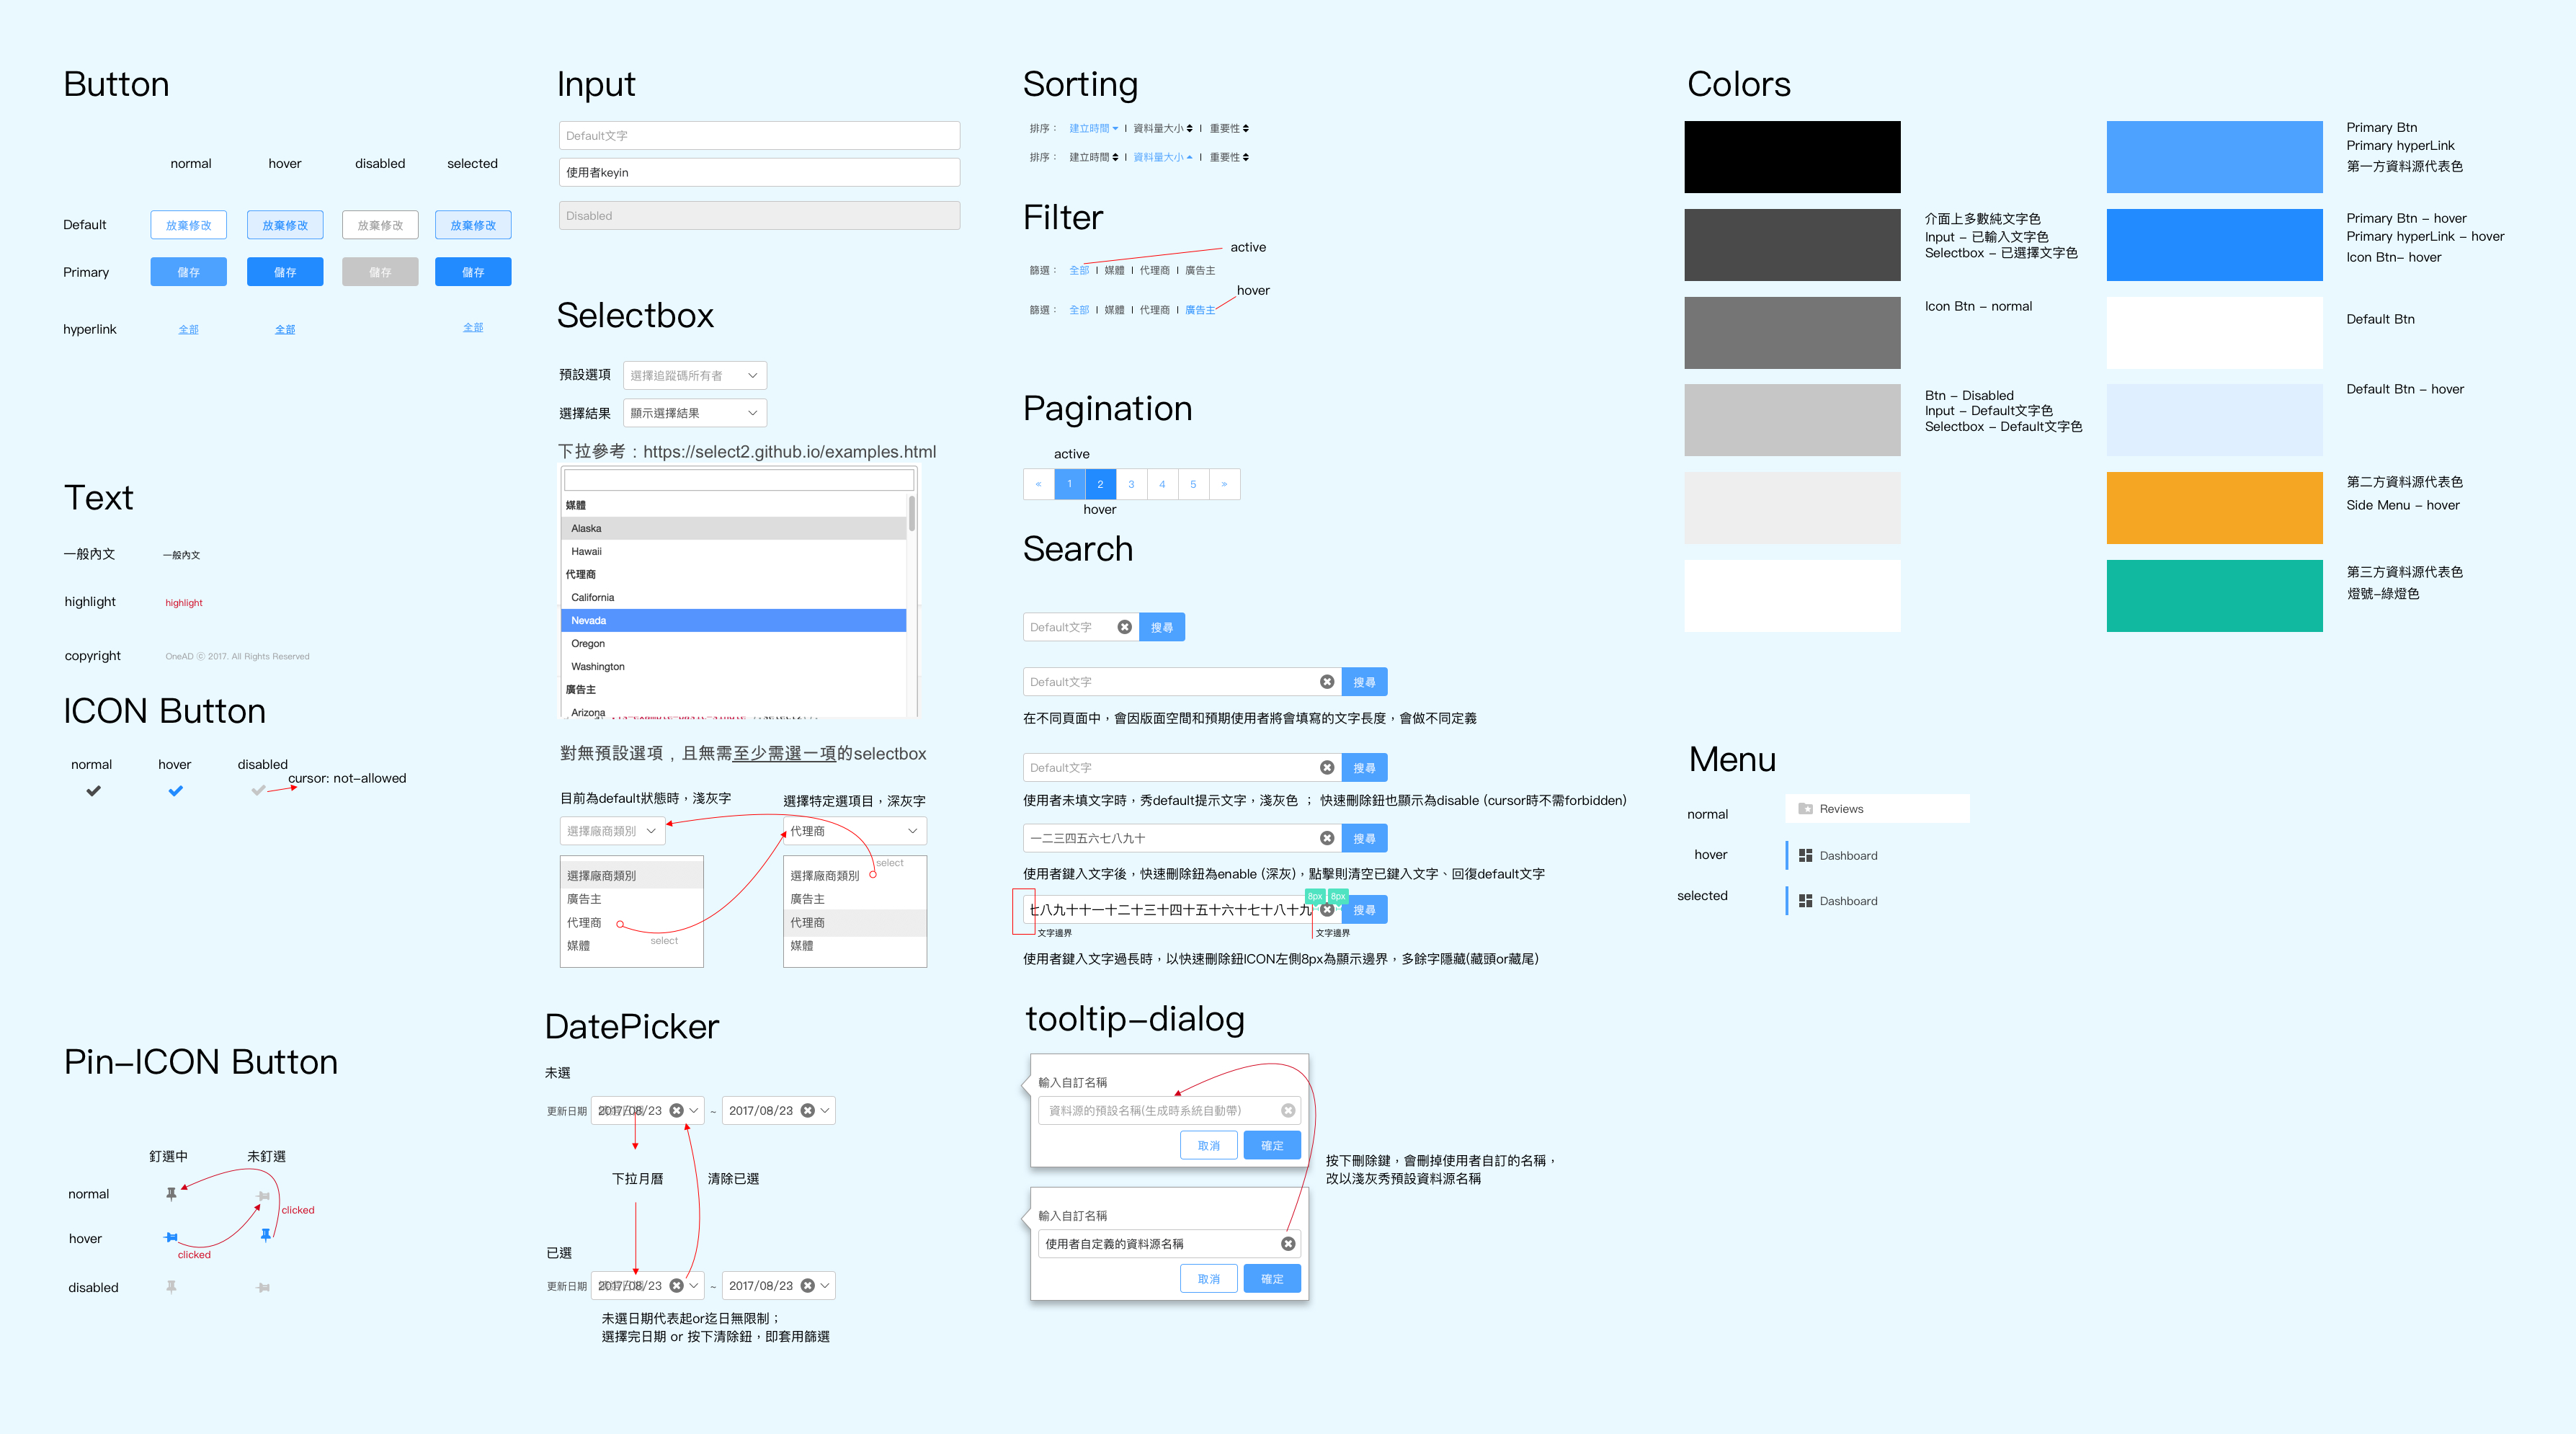 Button
normal
hover
disabled
selected
Default
放棄修改
放棄修改
放棄修改
放棄修改
Primary
儲存
儲存
儲存
儲存
hyperlink
全部
全部
全部
Text
一般內文
一般內文
highlight
highlight
copyright
OneAD ⓒ 2017. All Rights Reserved
ICON Button
normal
hover
disabled
cursor: not-allowed
Pin-ICON Button
釘選中
未釘選
normal
clicked
hover
clicked
disabled
Input
Default文字
使用者keyin
Disabled
Selectbox
預設選項
選擇追蹤碼所有者
選擇結果
顯示選擇結果
下拉參考：https://select2.github.io/examples.html
媒體
Alaska
Hawaii
代理商
California
Nevada
Oregon
Washington
廣告主
Arizona
對無預設選項，且無需至少需選一項的selectbox
目前為default狀態時，淺灰字
選擇特定選項目，深灰字
選擇廠商類別
代理商
select
選擇廠商類別
廣告主
代理商
媒體
select
選擇廠商類別
廣告主
代理商
媒體
DatePicker
未選
更新日期
2017/08/23
~
2017/08/23
下拉月曆
清除已選
已選
更新日期
2017/08/23
~
2017/08/23
未選日期代表起or迄日無限制；
選擇完日期 or 按下清除鈕，即套用篩選
Sorting
排序： 建立時間 | 資料量大小 | 重要性
排序： 建立時間 | 資料量大小 | 重要性
Filter
active
篩選： 全部 | 媒體 | 代理商 | 廣告主
hover
篩選： 全部 | 媒體 | 代理商 | 廣告主
Pagination
active
« 1 2 3 4 5 »
hover
Search
Default文字
搜尋
Default文字
搜尋
在不同頁面中，會因版面空間和預期使用者將會填寫的文字長度，會做不同定義
Default文字
搜尋
使用者未填文字時，秀default提示文字，淺灰色 ； 快速刪除鈕也顯示為disable (cursor時不需forbidden)
一二三四五六七八九十
搜尋
使用者鍵入文字後，快速刪除鈕為enable (深灰)，點擊則清空已鍵入文字、回復default文字
8px
8px
七八九十十一十二十三十四十五十六十七十八十九
搜尋
文字邊界
文字邊界
使用者鍵入文字過長時，以快速刪除鈕ICON左側8px為顯示邊界，多餘字隱藏(藏頭or藏尾)
tooltip-dialog
輸入自訂名稱
資料源的預設名稱(生成時系統自動帶)
取消
確定
按下刪除鍵，會刪掉使用者自訂的名稱，
改以淺灰秀預設資料源名稱
輸入自訂名稱
使用者自定義的資料源名稱
取消
確定
Colors
介面上多數純文字色
Input - 已輸入文字色
Selectbox - 已選擇文字色
Icon Btn - normal
Btn - Disabled
Input - Default文字色
Selectbox - Default文字色
Primary Btn
Primary hyperLink
第一方資料源代表色
Primary Btn - hover
Primary hyperLink - hover
Icon Btn- hover
Default Btn
Default Btn - hover
第二方資料源代表色
Side Menu - hover
第三方資料源代表色
燈號-綠燈色
Menu
normal
Reviews
hover
Dashboard
selected
Dashboard